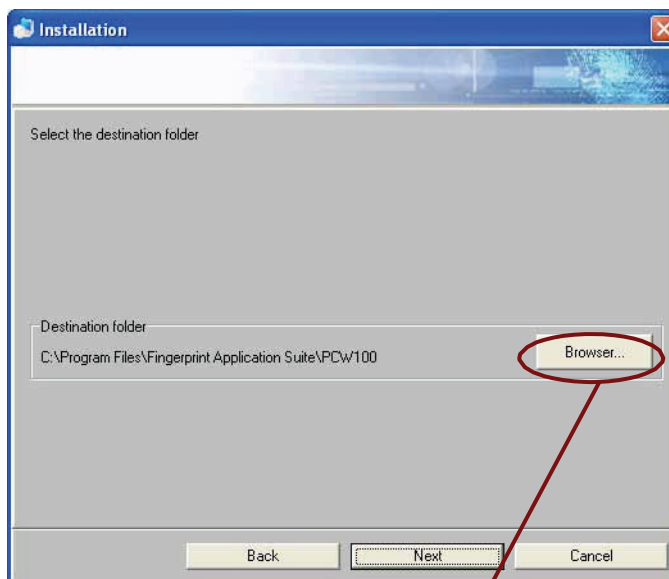 Installation
Select the destination folder
Destination folder
C:\Program Files\Fingerprint Application Suite\PCW100
Browser...
Back
Next
Cancel